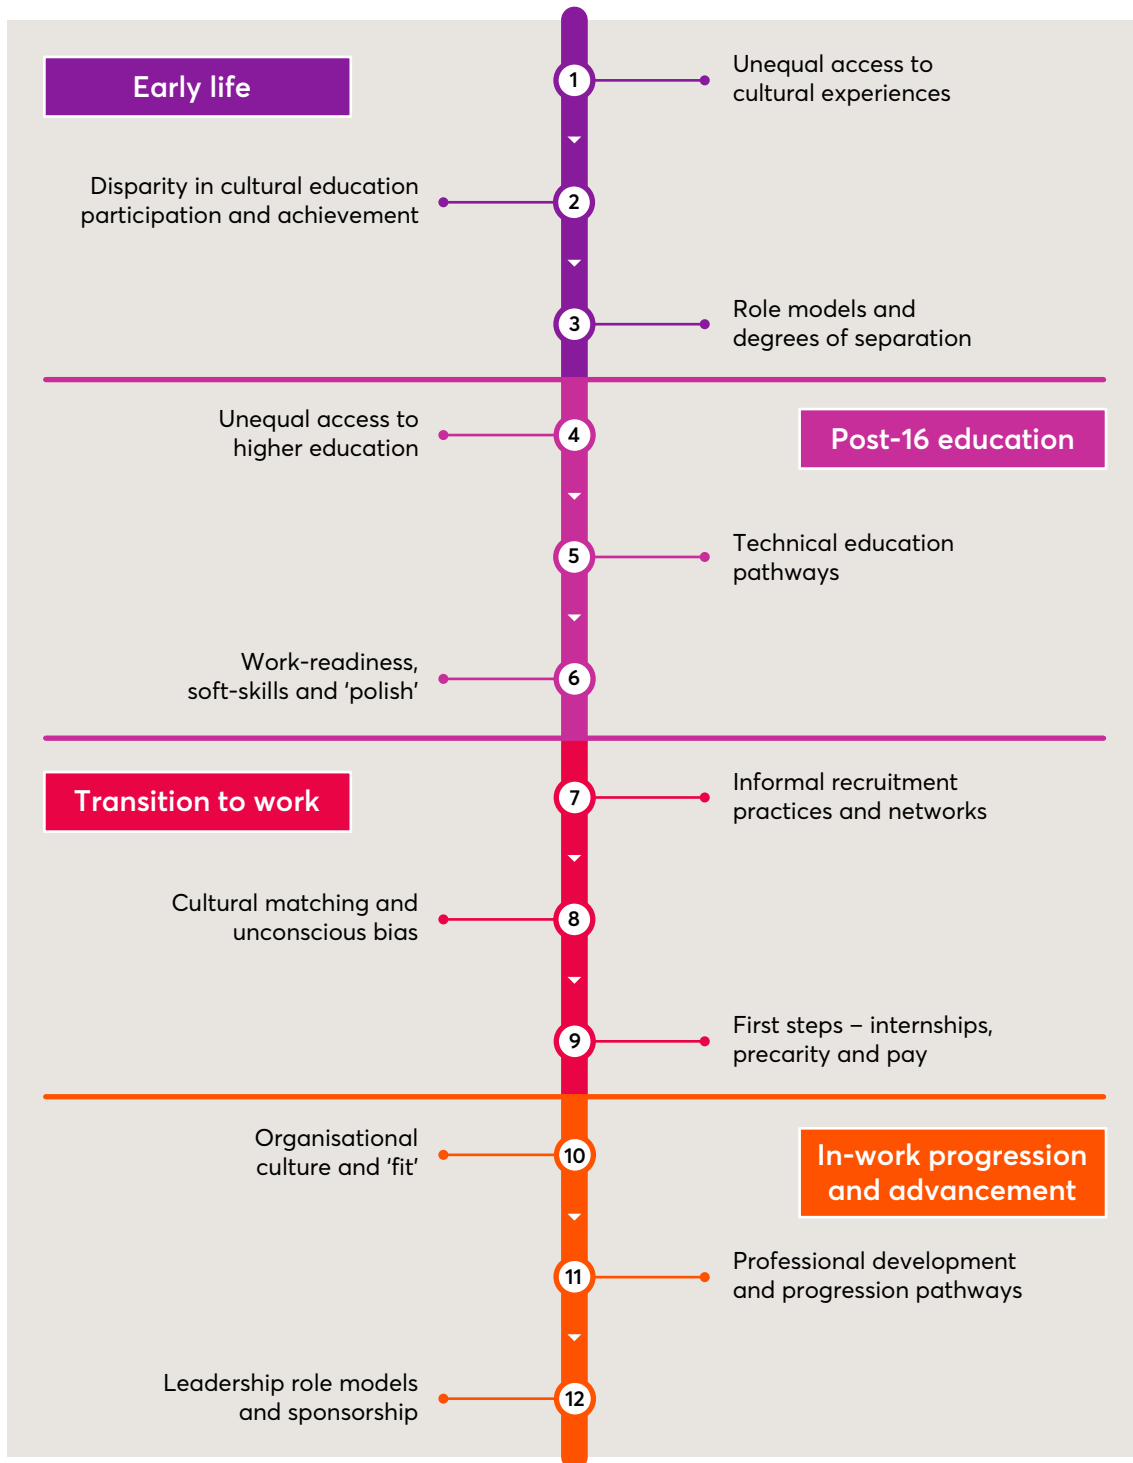 Early life
1
Unequal access to
cultural experiences
Disparity in cultural education
participation and achievement
2
3
Role models and
degrees of separation
Unequal access to
higher education
4
Post-16 education
5
Technical education
pathways
Work-readiness,
soft-skills and ‘polish’
6
Transition to work
7
Informal recruitment
practices and networks
Cultural matching and
unconscious bias
8
9
First steps – internships,
precarity and pay
Organisational
culture and ‘fit’
10
In-work progression
and advancement
11
Professional development
and progression pathways
Leadership role models
and sponsorship
12